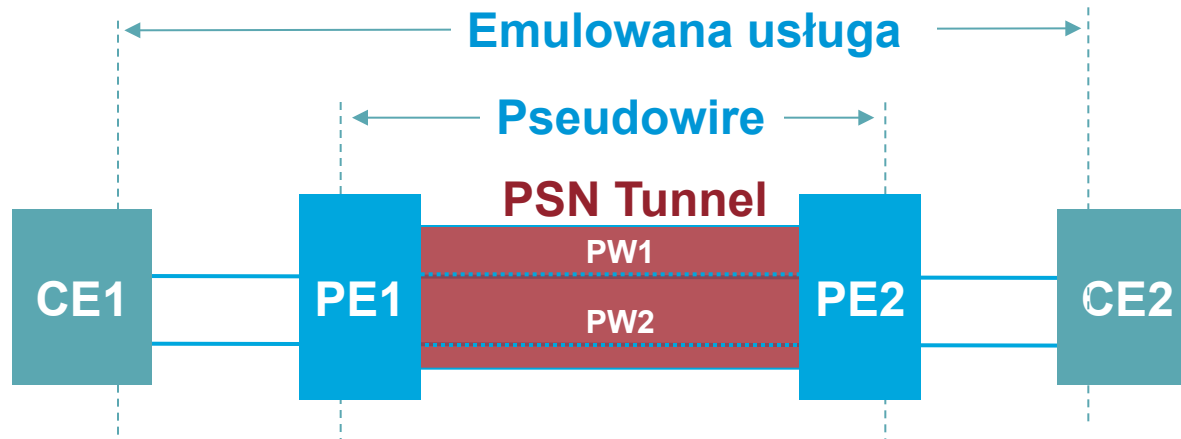 Emulowana usługa
Pseudowire
PSN Tunnel
PW1
CE1
PE1
PE2
CE2
PW2